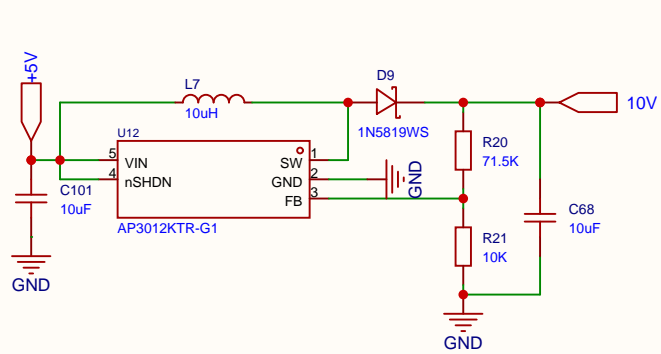 +5V
L7
10uH
D9
1N5819WS
10V
U12
5
VIN
SW
1
4
nSHDN
GND
2
FB
3
AP3012KTR-G1
GND
R20
71.5K
C101
10uF
GND
R21
10K
C68
10uF
GND